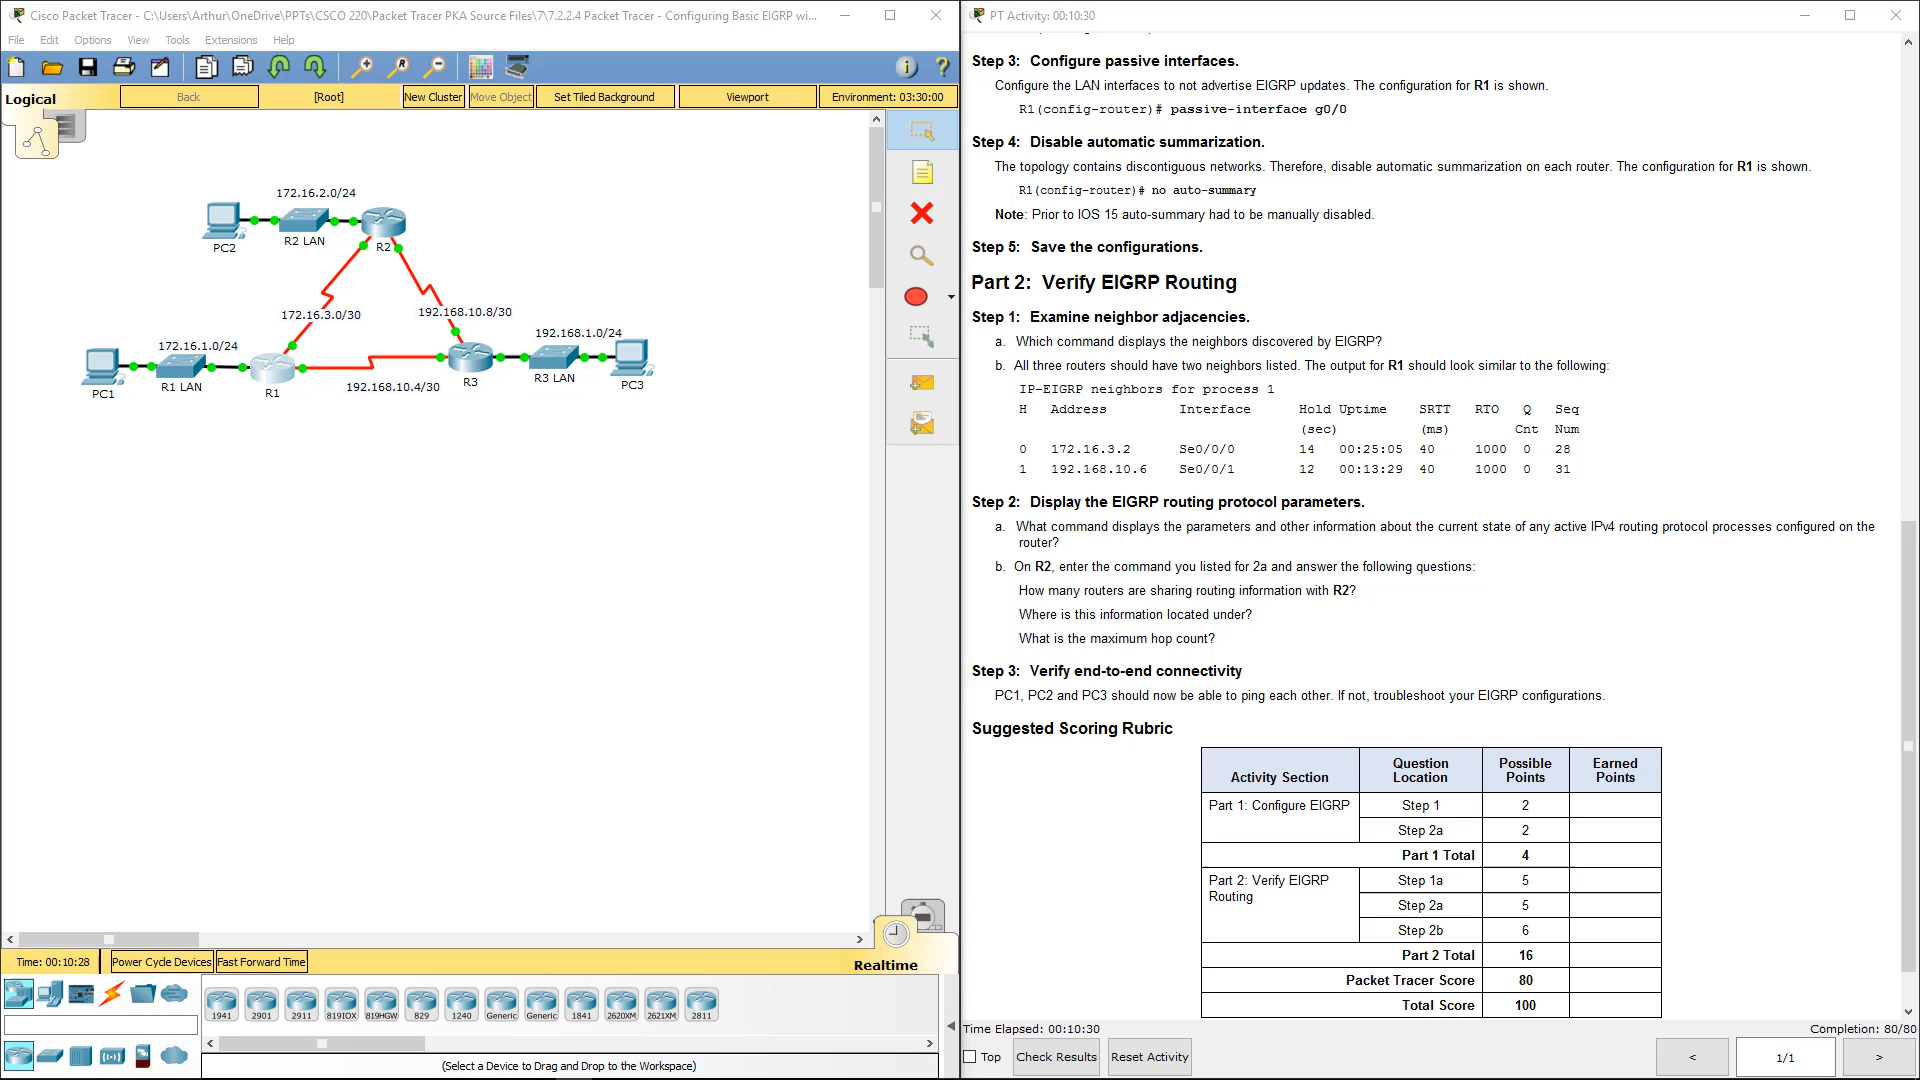 Cisco Packet Tracer - C:\Users\Arthur\OneDrive\PPTs\CSCO 220\Packet Tracer PKA Source Files\7\7.2.2.4 Packet Tracer - Configuring Basic EIGRP wi...
File Edit Options View Tools Extensions Help
Logical
Back
[Root]
New Cluster
Move Object
Set Tiled Background
Viewport
Environment: 03:30:00
172.16.2.0/24
PC2
R2 LAN
R2
172.16.3.0/30
192.168.10.8/30
172.16.1.0/24
192.168.1.0/24
PC1
R1 LAN
R1
192.168.10.4/30
R3
R3 LAN
PC3
Realtime
Time: 00:10:28
Power Cycle Devices
Fast Forward Time
1941
2901
2911
819IOX
819HGW
829
1240
Generic
Generic
1841
2620XM
2621XM
2811
(Select a Device to Drag and Drop to the Workspace)
PT Activity: 00:10:30
Step 3: Configure passive interfaces.
Configure the LAN interfaces to not advertise EIGRP updates. The configuration for R1 is shown.
R1(config-router)# passive-interface g0/0
Step 4: Disable automatic summarization.
The topology contains discontiguous networks. Therefore, disable automatic summarization on each router. The configuration for R1 is shown.
R1(config-router)# no auto-summary
Note: Prior to IOS 15 auto-summary had to be manually disabled.
Step 5: Save the configurations.
Part 2: Verify EIGRP Routing
Step 1: Examine neighbor adjacencies.
a. Which command displays the neighbors discovered by EIGRP?
b. All three routers should have two neighbors listed. The output for R1 should look similar to the following:
IP-EIGRP neighbors for process 1
H Address Interface Hold Uptime SRTT RTO Q Seq
(sec) (ms) Cnt Num
0 172.16.3.2 Se0/0/0 14 00:25:05 40 1000 0 28
1 192.168.10.6 Se0/0/1 12 00:13:29 40 1000 0 31
Step 2: Display the EIGRP routing protocol parameters.
a. What command displays the parameters and other information about the current state of any active IPv4 routing protocol processes configured on the
router?
b. On R2, enter the command you listed for 2a and answer the following questions:
How many routers are sharing routing information with R2?
Where is this information located under?
What is the maximum hop count?
Step 3: Verify end-to-end connectivity
PC1, PC2 and PC3 should now be able to ping each other. If not, troubleshoot your EIGRP configurations.
Suggested Scoring Rubric
Activity Section
Question Location
Possible Points
Earned Points
Part 1: Configure EIGRP Step 1 2
Step 2a 2
Part 1 Total 4
Part 2: Verify EIGRP Routing Step 1a 5
Step 2a 5
Step 2b 6
Part 2 Total 16
Packet Tracer Score 80
Total Score 100
Time Elapsed: 00:10:30
Completion: 80/80
Top
Check Results
Reset Activity
<
1/1
>